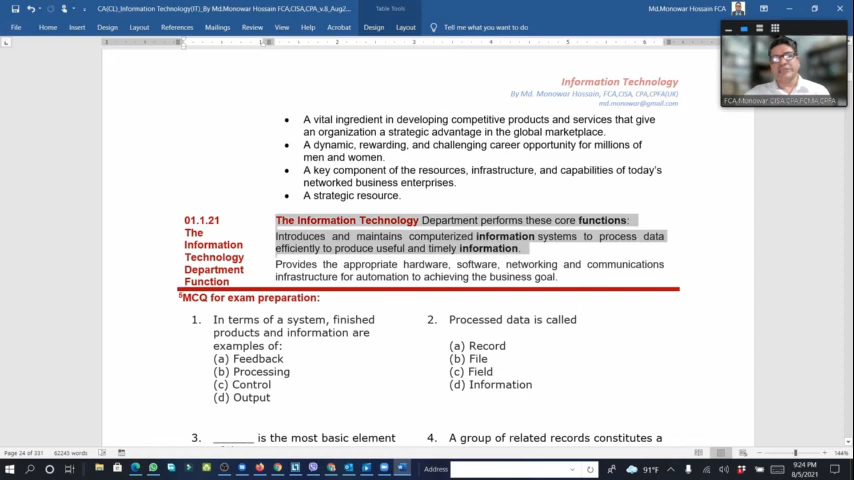 CA(CL)_Information Technology(IT)_By Md. Monowar Hossain FCA,CISA,CPA_v.8_Aug2...
Table Tools
Md.Monowar Hossain FCA
File Home Insert Draw Design Layout References Mailings Review View Help Acrobat Design Layout Tell me what you want to do
Information Technology
By Md. Monowar Hossain, FCA,CISA, CPA,CPFA(UK)
md.monowar@gmail.com
FCA,Monowar CISA,CPA,FCMIA,CPFA
• A vital ingredient in developing competitive products and services that give
an organization a strategic advantage in the global marketplace.
• A dynamic, rewarding, and challenging career opportunity for millions of
men and women.
• A key component of the resources, infrastructure, and capabilities of today's
networked business enterprises.
• A strategic resource.
01.1.21
The
Information
Technology
Department
Function
The Information Technology Department performs these core functions:
Introduces and maintains computerized information systems to process data
efficiently to produce useful and timely information.
Provides the appropriate hardware, software, networking and communications
infrastructure for automation to achieving the business goal.
5MCQ for exam preparation:
1. In terms of a system, finished
products and information are
examples of:
(a) Feedback
(b) Processing
(c) Control
(d) Output
2. Processed data is called
(a) Record
(b) File
(c) Field
(d) Information
3. ______ is the most basic element
4. A group of related records constitutes a
Page 24 of 331 62245 words
144%
Address
91°F
9:24 PM
8/5/2021